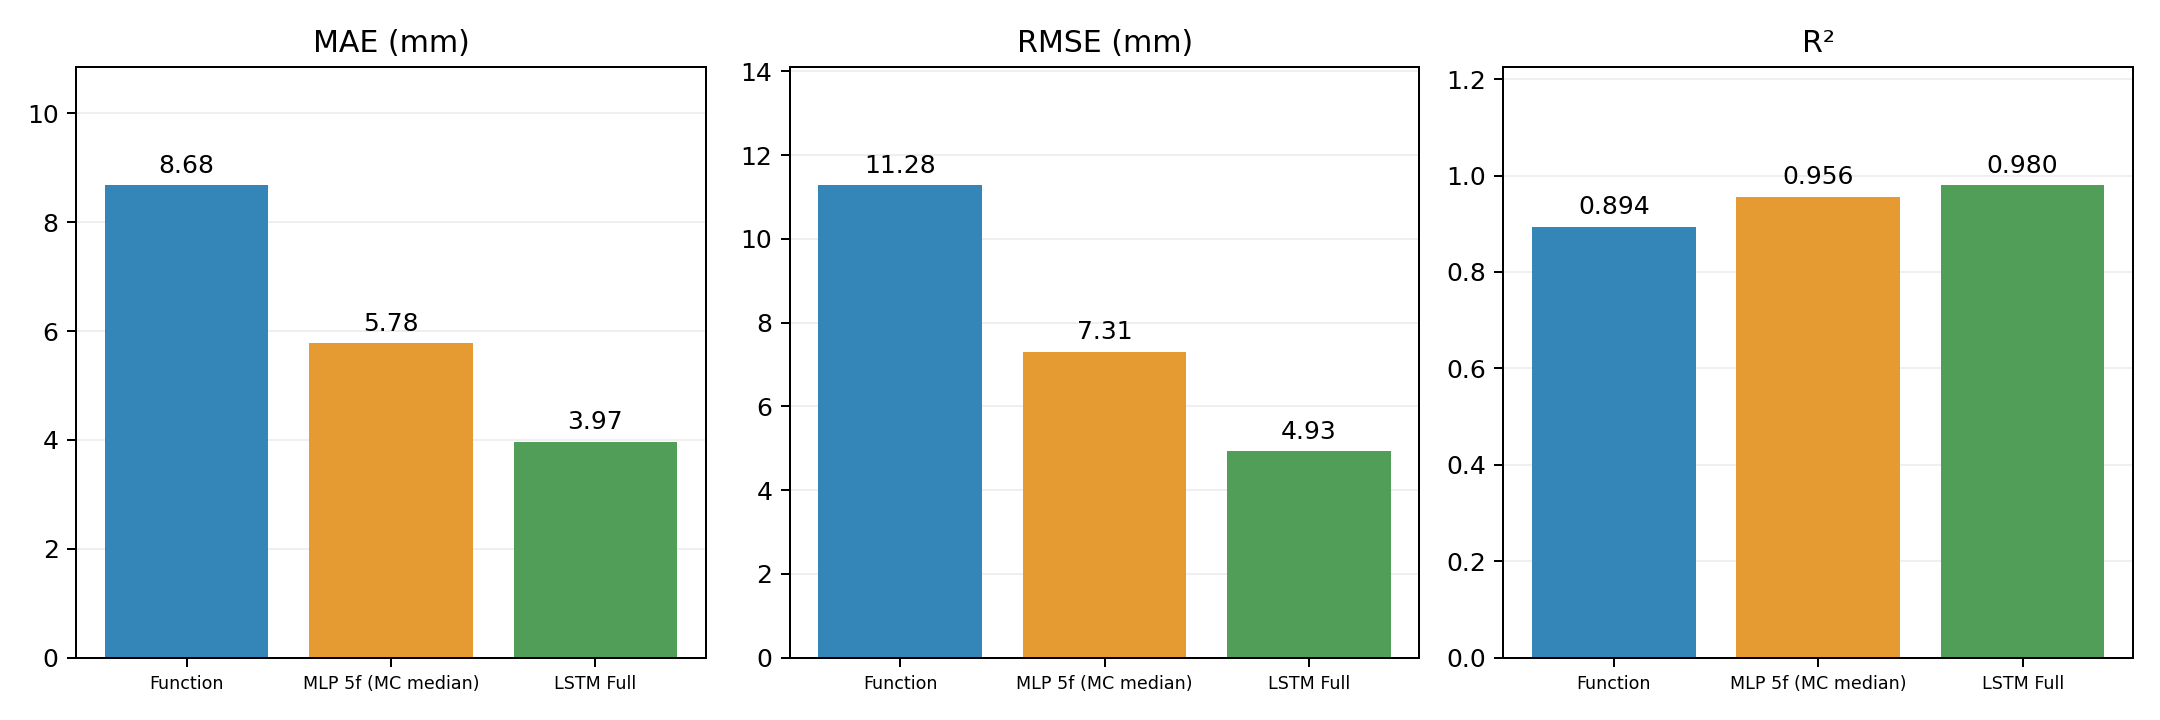 MAE (mm)
10
8
6
4
2
0
8.68
5.78
3.97
Function
MLP 5f (MC median)
LSTM Full
RMSE (mm)
14
12
10
8
6
4
2
0
11.28
7.31
4.93
Function
MLP 5f (MC median)
LSTM Full
R²
1.2
1.0
0.8
0.6
0.4
0.2
0.0
0.894
0.956
0.980
Function
MLP 5f (MC median)
LSTM Full